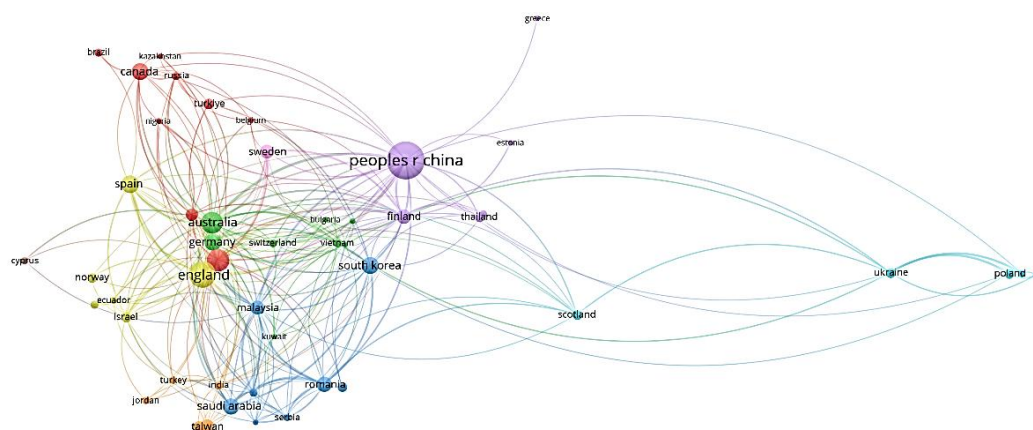 greece
brazil
kazakhstan
canada
russia
turkiye
nigeria
belgium
estonia
sweden
peoples r china
spain
australia
bulgaria
finland
thailand
germany
switzerland
vietnam
cyprus
england
south korea
norway
ukraine
poland
ecuador
israel
malaysia
scotland
kuwait
turkey
india
romania
jordan
saudi arabia
serbia
taiwan